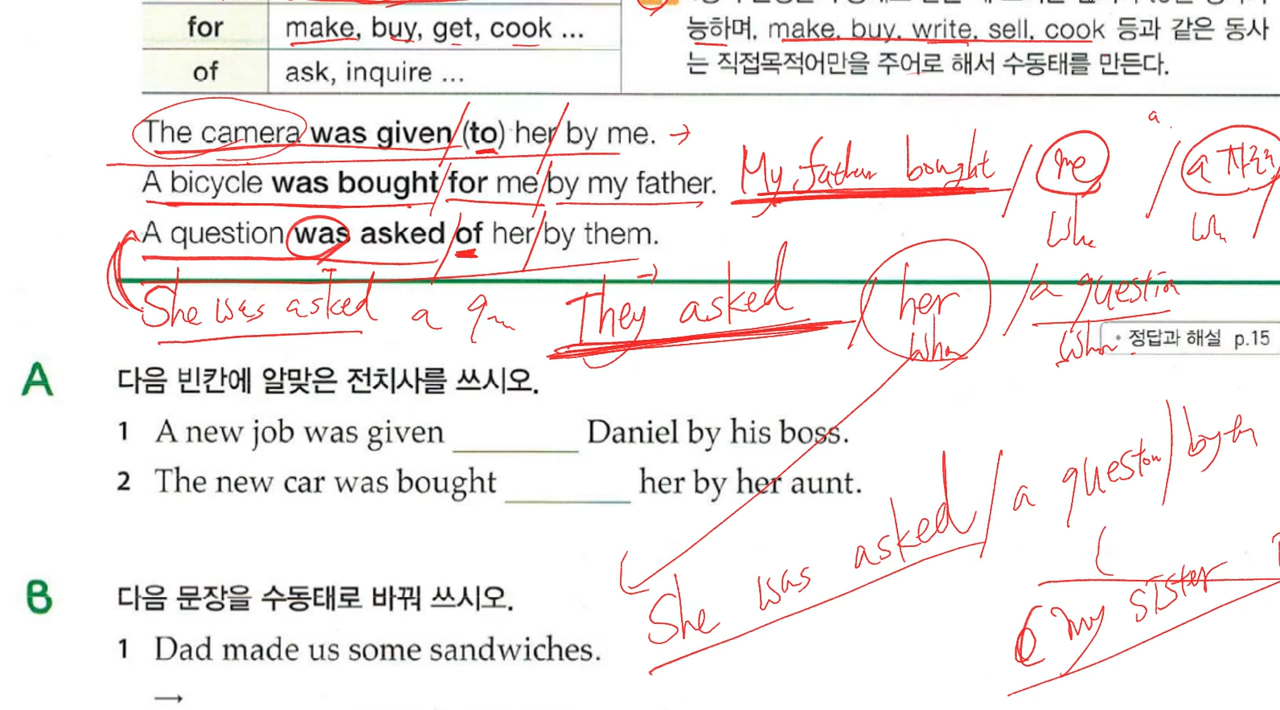 for make, buy, get, cook ...
능하며, make, buy, write, sell, cook 등과 같은 동사
of ask, inquire ...
는 직접목적어만을 주어로 해서 수동태를 만든다.
The camera was given (to) her by me. →
My father bought / me / a
A bicycle was bought for me by my father.
A question was asked of her by them.
She was asked a
They asked / her / a question
정답과 해설 p.15
A 다음 빈칸에 알맞은 전치사를 쓰시오.
1 A new job was given ________ Daniel by his boss.
2 The new car was bought ________ her by her aunt.
She was asked / a question / by
my sister
B 다음 문장을 수동태로 바꿔 쓰시오.
1 Dad made us some sandwiches.
→